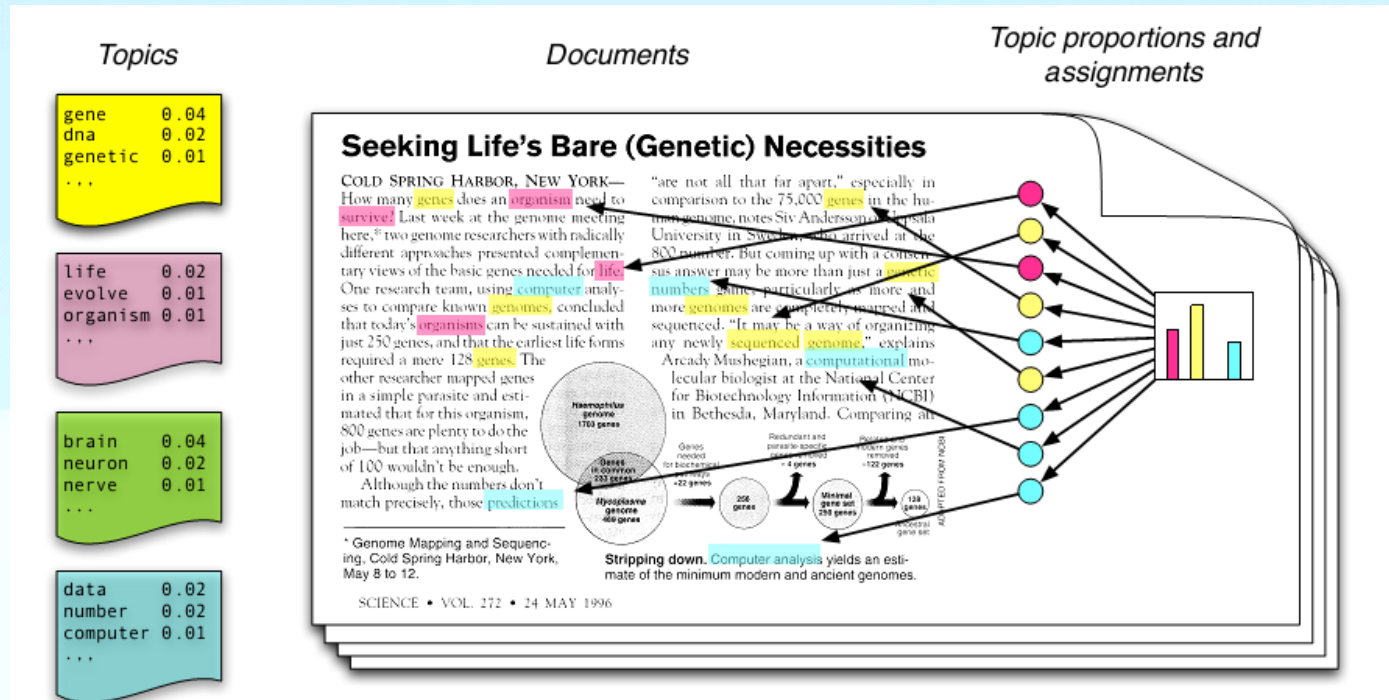 Topics
Documents
Topic proportions and
assignments
gene 0.04
dna 0.02
genetic 0.01
...
life 0.02
evolve 0.01
organism 0.01
...
brain 0.04
neuron 0.02
nerve 0.01
...
data 0.02
number 0.02
computer 0.01
...
Seeking Life's Bare (Genetic) Necessities
COLD SPRING HARBOR, NEW YORK—
How many genes does an organism need to
survive? Last week at the genome meeting
here,* two genome researchers with radically
different approaches presented complemen-
tary views of the basic genes needed for life.
One research team, using computer analy-
ses to compare known genomes, concluded
that today's organisms can be sustained with
just 250 genes, and that the earliest life forms
required a mere 128 genes. The
other researcher mapped genes
in a simple parasite and esti-
mated that for this organism,
800 genes are plenty to do the
job—but that anything short
of 100 wouldn't be enough.
Although the numbers don't
match precisely, those predictions
* Genome Mapping and Sequenc-
ing, Cold Spring Harbor, New York,
May 8 to 12.
"are not all that far apart," especially in
comparison to the 75,000 genes in the hu-
man genome, notes Siv Andersson of Uppsala
University in Sweden, who arrived at the
800 number. But coming up with a consen-
sus answer may be more than just a genetic
numbers game, particularly as more and
more genomes are completely mapped and
sequenced. "It may be a way of organizing
any newly sequenced genome," explains
Arcady Mushegian, a computational mo-
lecular biologist at the National Center
for Biotechnology Information (NCBI)
in Bethesda, Maryland. Comparing an
Haemophilus
genome
1703 genes
Genes
in common
233 genes
Mycoplasma
genome
469 genes
Genes
needed
for biochemical
pathways
+22 genes
256
genes
Redundant and
parasite-specific
genes removed
- 4 genes
Minimal
gene set
250 genes
Related and
modern genes
removed
-122 genes
128
genes
Ancestral
gene set
ADAPTED FROM NCBI
Stripping down. Computer analysis yields an esti-
mate of the minimum modern and ancient genomes.
SCIENCE • VOL. 272 • 24 MAY 1996